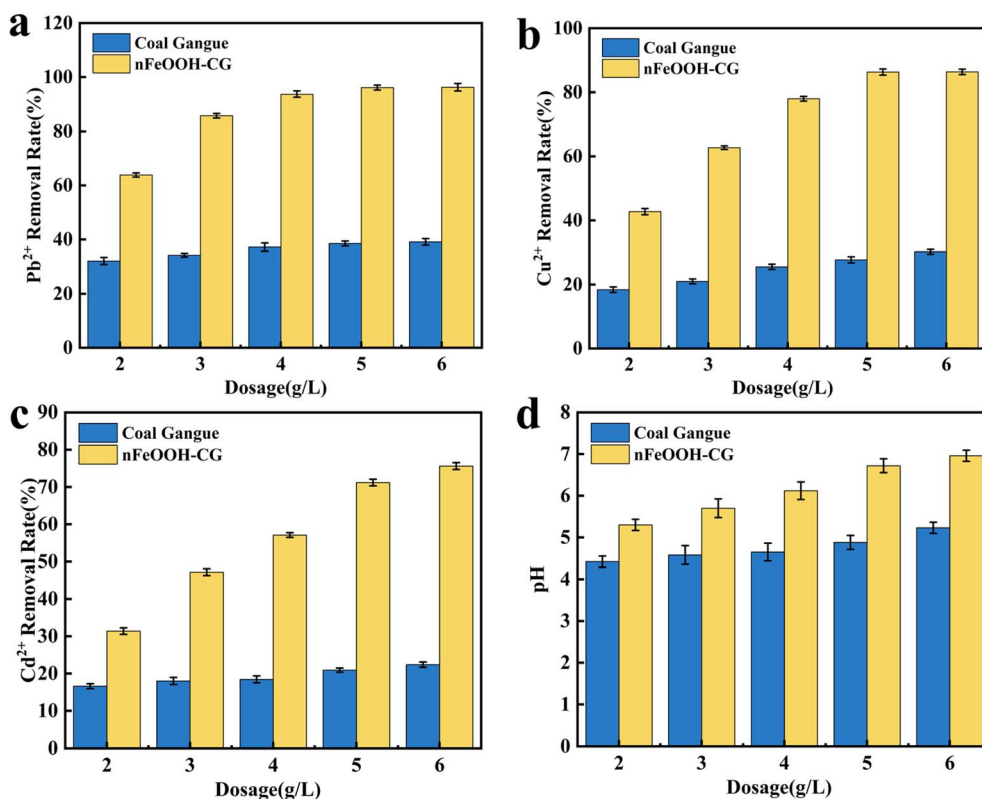 a
Coal Gangue
nFeOOH-CG
Pb²⁺ Removal Rate(%)
120
100
80
60
40
20
0
2 3 4 5 6
Dosage(g/L)
b
Coal Gangue
nFeOOH-CG
Cu²⁺ Removal Rate(%)
100
80
60
40
20
0
2 3 4 5 6
Dosage(g/L)
c
Coal Gangue
nFeOOH-CG
Cd²⁺ Removal Rate(%)
90
80
70
60
50
40
30
20
10
0
2 3 4 5 6
Dosage(g/L)
d
Coal Gangue
nFeOOH-CG
pH
8
7
6
5
4
3
2
1
0
2 3 4 5 6
Dosage(g/L)